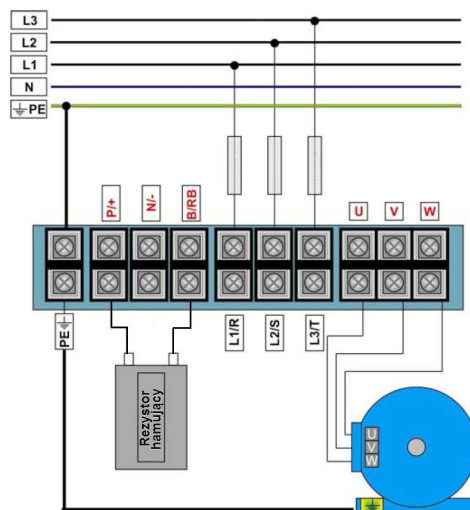 L3
L2
L1
N
⏚ PE
P/+
N/-
B/RB
U
V
W
PE⏚
L1/R
L2/S
L3/T
Rezystor
hamujący
U
V
W